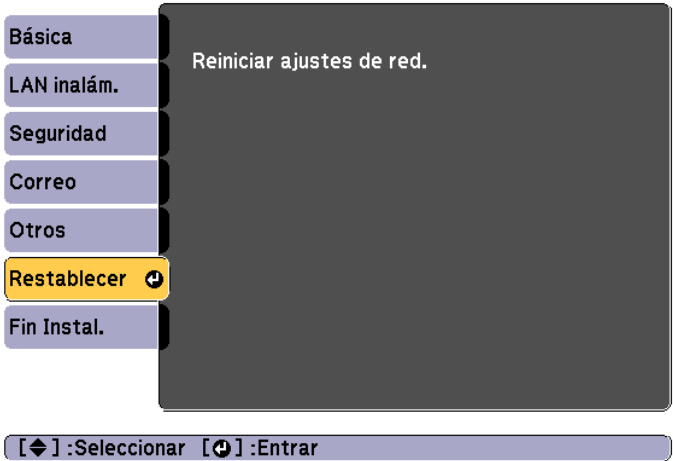 Básica
LAN inalám.
Seguridad
Correo
Otros
Restablecer
Fin Instal.
Reiniciar ajustes de red.
[ ] :Seleccionar [ ] :Entrar